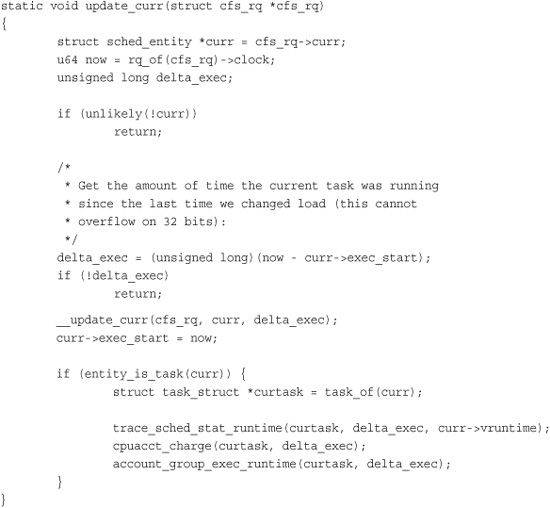 static void update_curr(struct cfs_rq *cfs_rq)
{
        struct sched_entity *curr = cfs_rq->curr;
        u64 now = rq_of(cfs_rq)->clock;
        unsigned long delta_exec;

        if (unlikely(!curr))
                return;

        /*
         * Get the amount of time the current task was running
         * since the last time we changed load (this cannot
         * overflow on 32 bits):
         */
        delta_exec = (unsigned long)(now - curr->exec_start);
        if (!delta_exec)
                return;

        __update_curr(cfs_rq, curr, delta_exec);
        curr->exec_start = now;

        if (entity_is_task(curr)) {
                struct task_struct *curtask = task_of(curr);

                trace_sched_stat_runtime(curtask, delta_exec, curr->vruntime);
                cpuacct_charge(curtask, delta_exec);
                account_group_exec_runtime(curtask, delta_exec);
        }
}